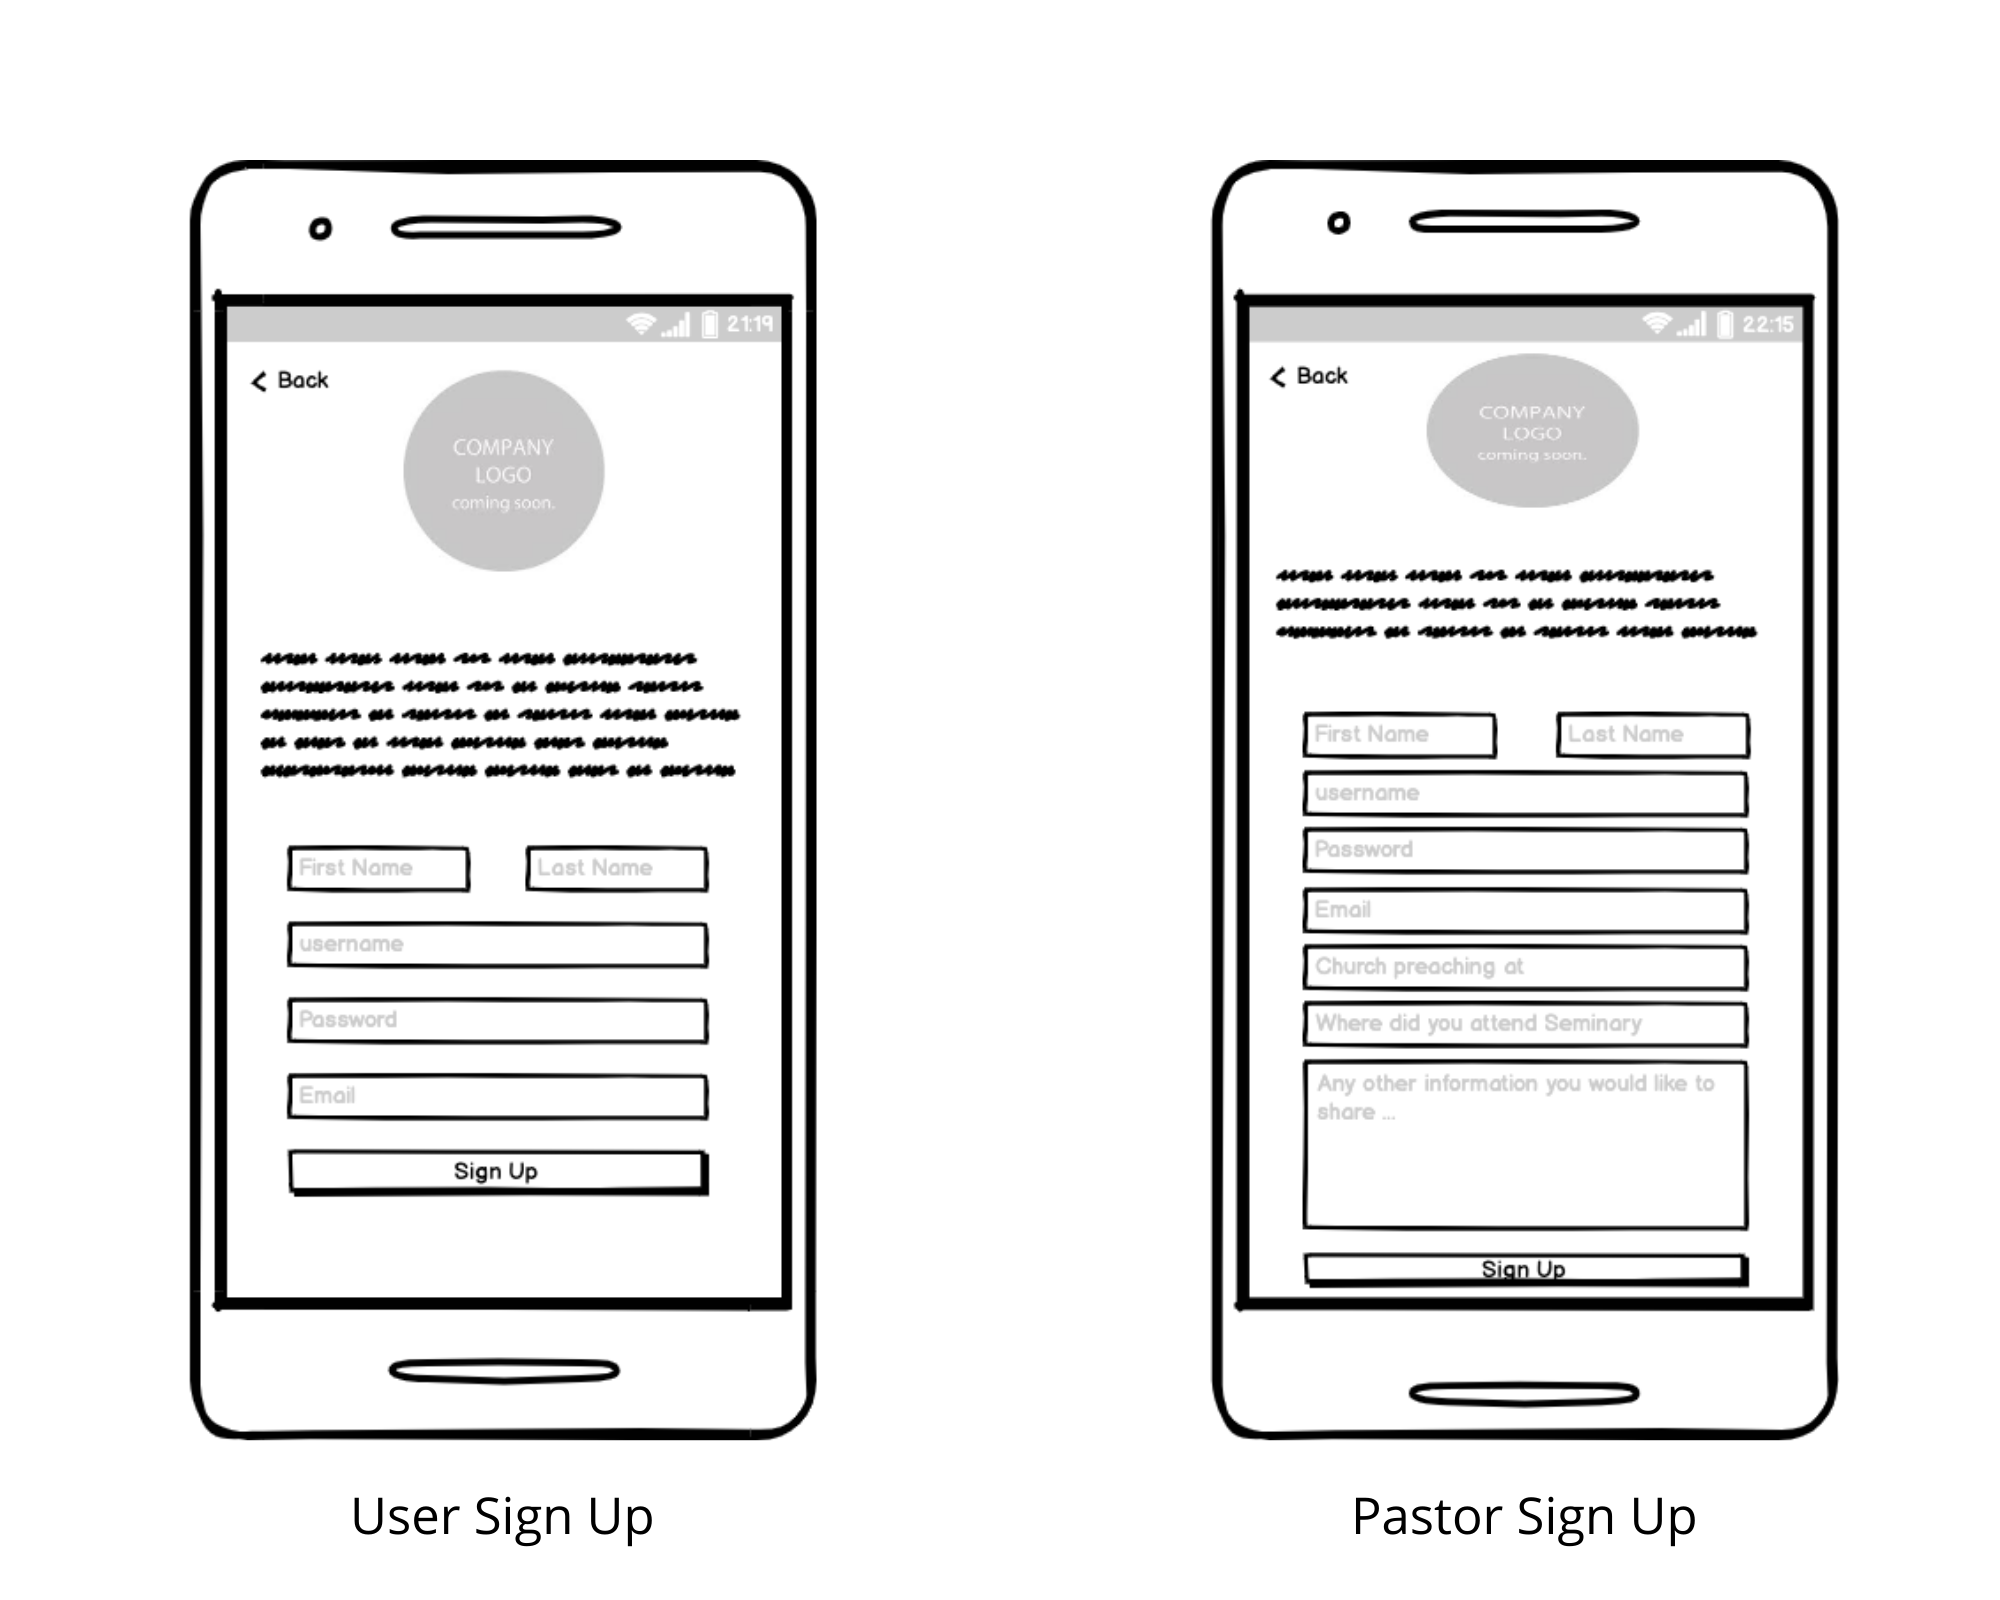 21:19
< Back
COMPANY
LOGO
coming soon.
First Name
Last Name
username
Password
Email
Sign Up
User Sign Up
22:15
< Back
COMPANY
LOGO
coming soon.
First Name
Last Name
username
Password
Email
Church preaching at
Where did you attend Seminary
Any other information you would like to
share ...
Sign Up
Pastor Sign Up